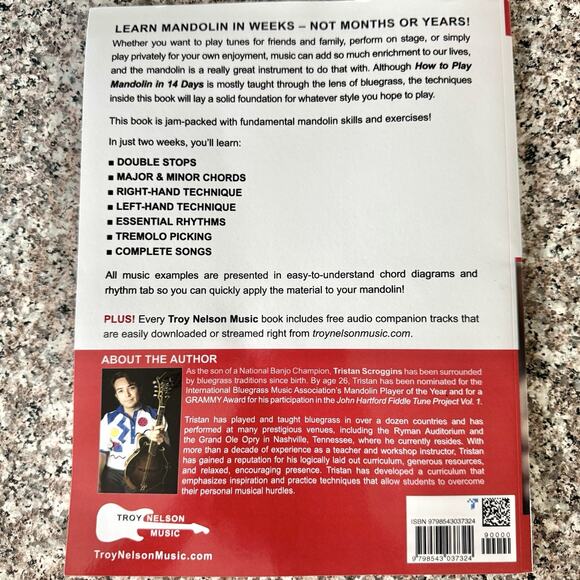 LEARN MANDOLIN IN WEEKS – NOT MONTHS OR YEARS!
Whether you want to play tunes for friends and family, perform on stage, or simply
play privately for your own enjoyment, music can add so much enrichment to our lives,
and the mandolin is a really great instrument to do that with. Although How to Play
Mandolin in 14 Days is mostly taught through the lens of bluegrass, the techniques
inside this book will lay a solid foundation for whatever style you hope to play.
This book is jam-packed with fundamental mandolin skills and exercises!
In just two weeks, you'll learn:
■ DOUBLE STOPS
■ MAJOR & MINOR CHORDS
■ RIGHT-HAND TECHNIQUE
■ LEFT-HAND TECHNIQUE
■ ESSENTIAL RHYTHMS
■ TREMOLO PICKING
■ COMPLETE SONGS
All music examples are presented in easy-to-understand chord diagrams and
rhythm tab so you can quickly apply the material to your mandolin!
PLUS! Every Troy Nelson Music book includes free audio companion tracks that
are easily downloaded or streamed right from troynelsonmusic.com.
ABOUT THE AUTHOR
As the son of a National Banjo Champion, Tristan Scroggins has been surrounded
by bluegrass traditions since birth. By age 26, Tristan has been nominated for the
International Bluegrass Music Association's Mandolin Player of the Year and for a
GRAMMY Award for his participation in the John Hartford Fiddle Tune Project Vol. 1.
Tristan has played and taught bluegrass in over a dozen countries and has
performed at many prestigious venues, including the Ryman Auditorium and
the Grand Ole Opry in Nashville, Tennessee, where he currently resides. With
more than a decade of experience as a teacher and workshop instructor, Tristan
has gained a reputation for his logically laid out curriculum, generous resources,
and relaxed, encouraging presence. Tristan has developed a curriculum that
emphasizes inspiration and practice techniques that allow students to overcome
their personal musical hurdles.
TROY NELSON
MUSIC
TroyNelsonMusic.com
ISBN 9798543037324
90000
9 798543 037324